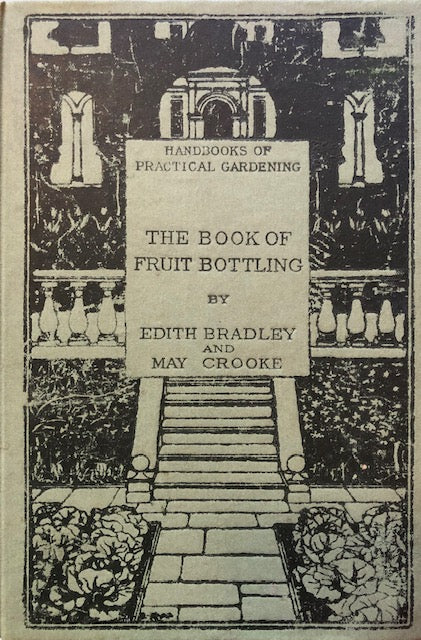 HANDBOOKS OF
PRACTICAL GARDENING
THE BOOK OF
FRUIT BOTTLING
BY
EDITH BRADLEY
AND
MAY CROOKE